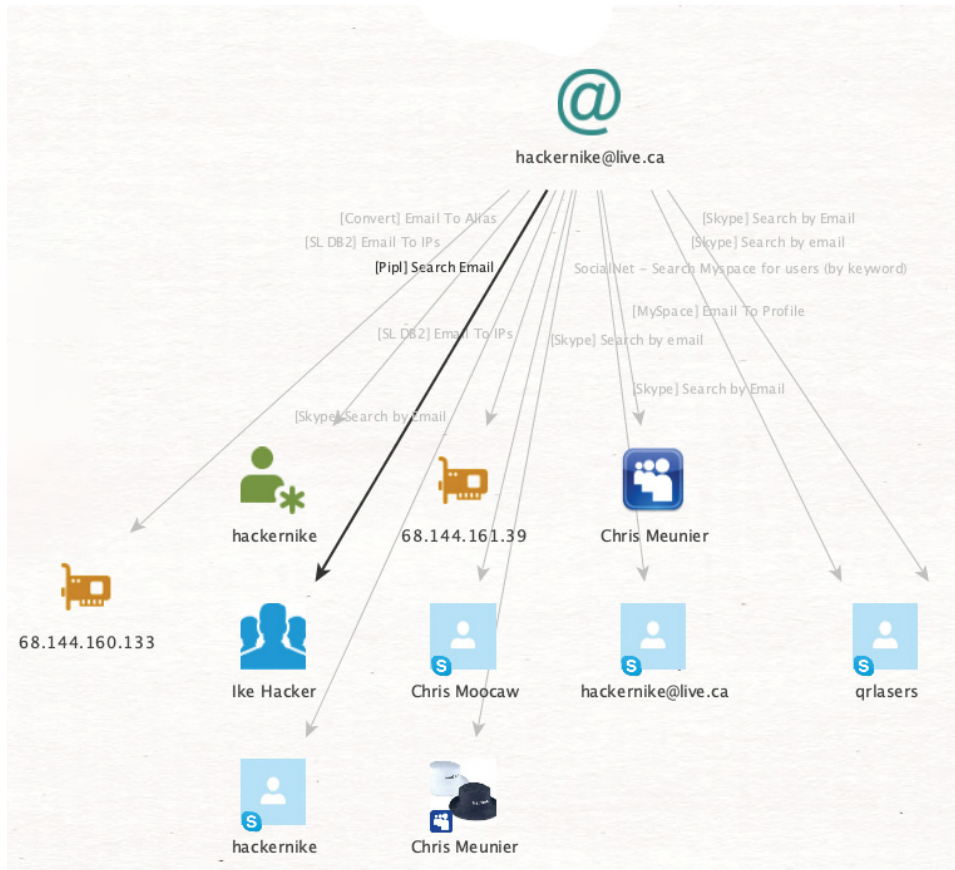 hackernike@live.ca
[Convert] Email To Alias
[Skype] Search by Email
[SL DB2] Email To IPs
[Skype] Search by email
[Pipl] Search Email
SocialNet - Search Myspace for users (by keyword)
[MySpace] Email To Profile
[SL DB2] Email To IPs
[Skype] Search by email
[Skype] Search by Email
[Skype] Search by Email
hackernike
68.144.161.39
Chris Meunier
68.144.160.133
Ike Hacker
Chris Moocaw
hackernike@live.ca
qrlasers
hackernike
Chris Meunier